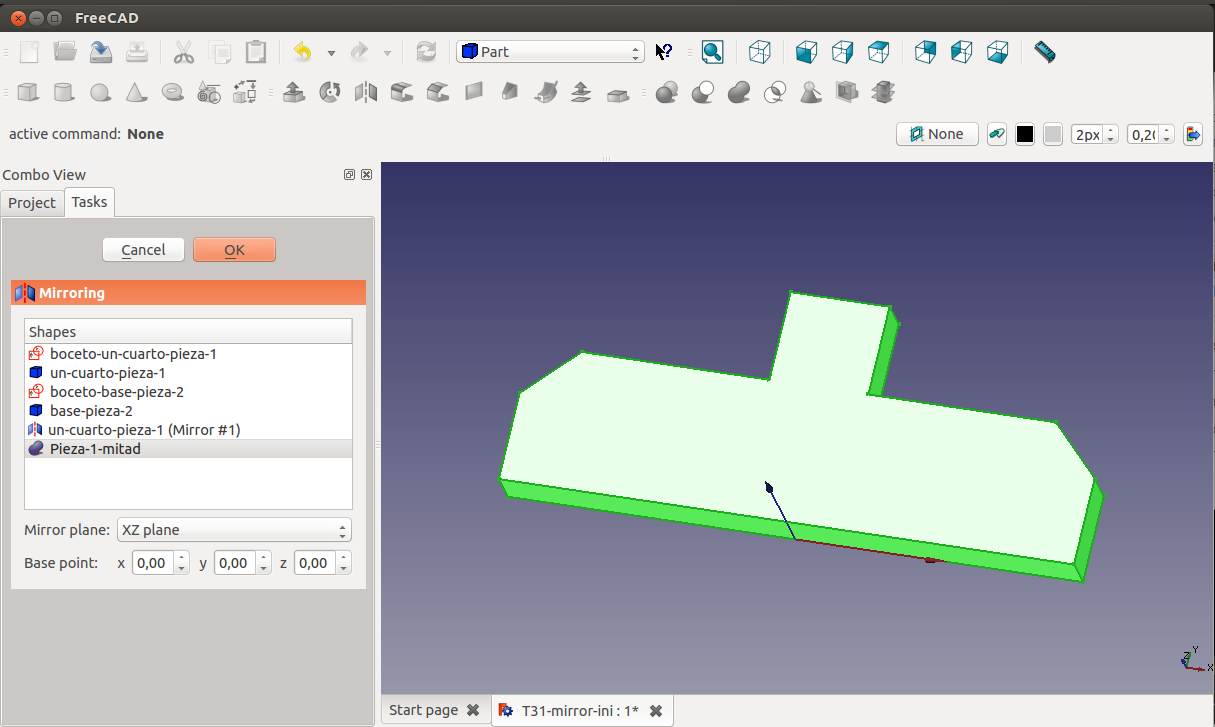 FreeCAD
Part
active command: None
None
2px
0,20
Combo View
Project
Tasks
Cancel
OK
Mirroring
Shapes
boceto-un-cuarto-pieza-1
un-cuarto-pieza-1
boceto-base-pieza-2
base-pieza-2
un-cuarto-pieza-1 (Mirror #1)
Pieza-1-mitad
Mirror plane: XZ plane
Base point: x 0,00 y 0,00 z 0,00
Z Y X
Start page
T31-mirror-ini : 1*